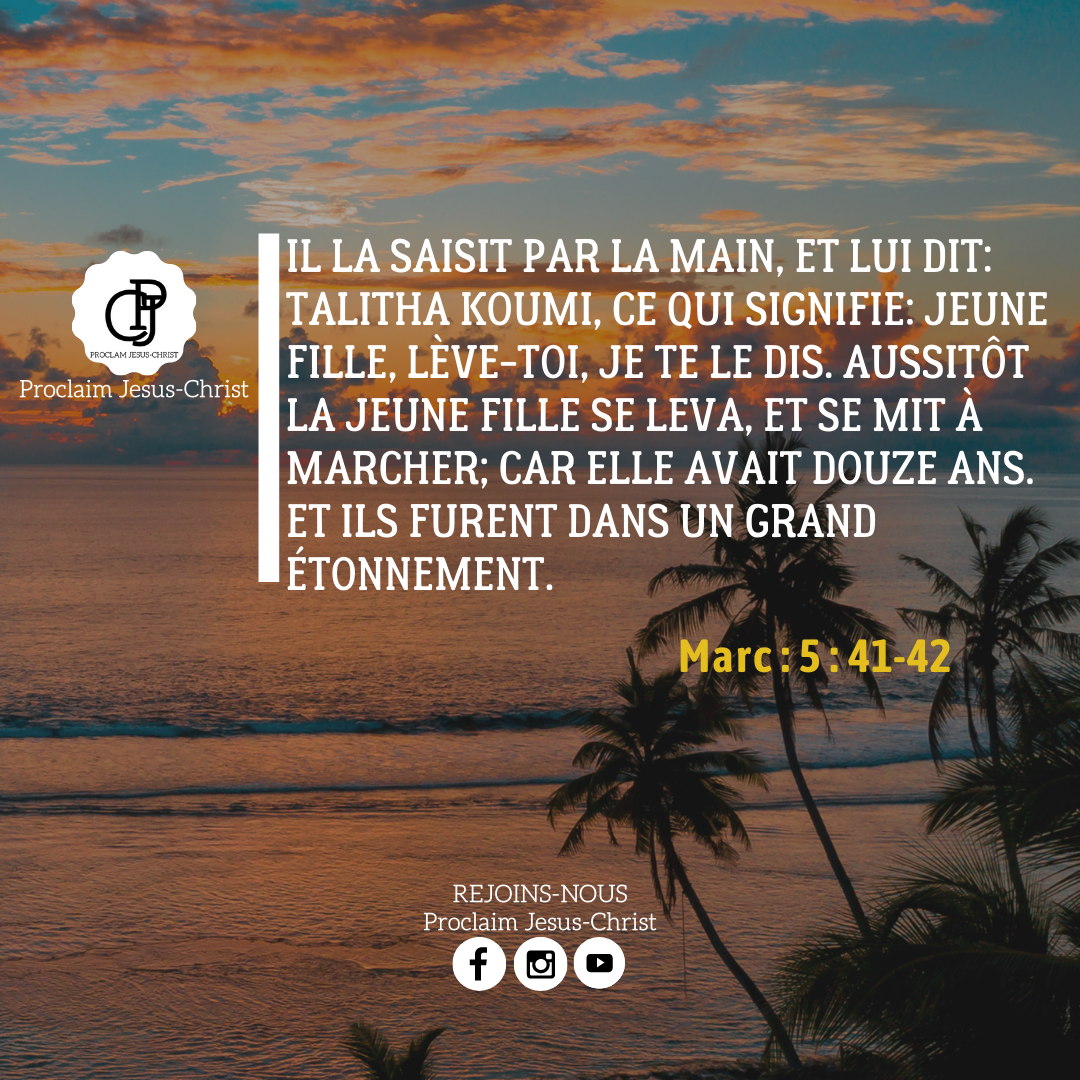 IL LA SAISIT PAR LA MAIN, ET LUI DIT:
TALITHA KOUMI, CE QUI SIGNIFIE: JEUNE
FILLE, LÈVE-TOI, JE TE LE DIS. AUSSITÔT
LA JEUNE FILLE SE LEVA, ET SE MIT À
MARCHER; CAR ELLE AVAIT DOUZE ANS.
ET ILS FURENT DANS UN GRAND
ÉTONNEMENT.
Marc : 5 : 41-42
PROCLAM JESUS-CHRIST
Proclaim Jesus-Christ
REJOINS-NOUS
Proclaim Jesus-Christ